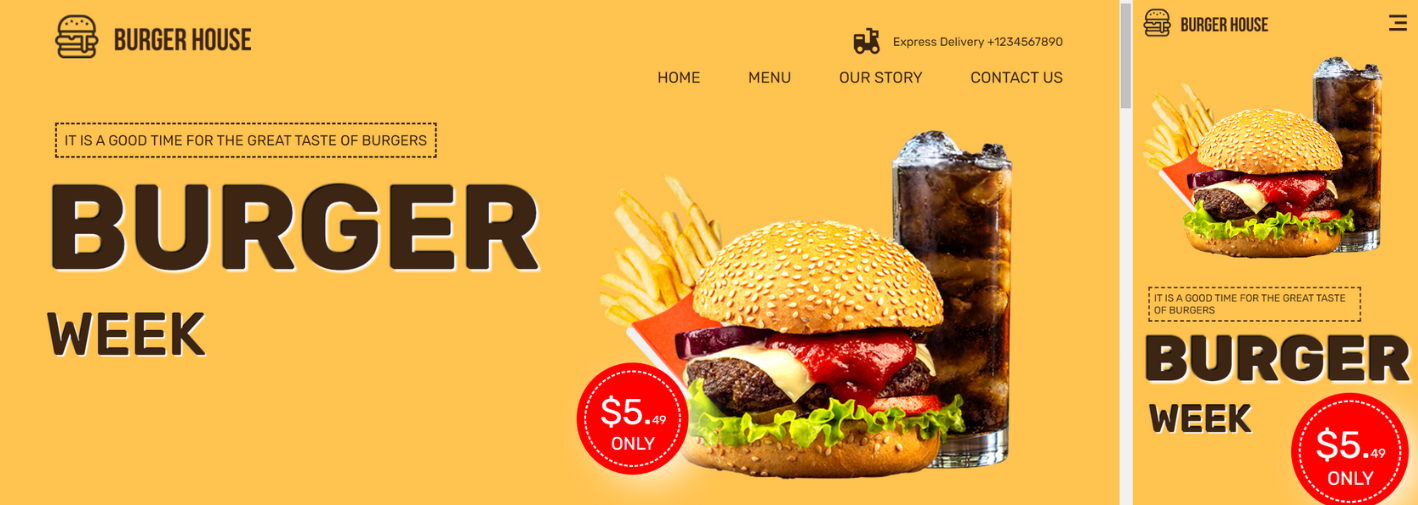 BURGER HOUSE
Express Delivery +1234567890
HOME MENU OUR STORY CONTACT US
IT IS A GOOD TIME FOR THE GREAT TASTE OF BURGERS
BURGER
WEEK
$5.49
ONLY
BURGER HOUSE
IT IS A GOOD TIME FOR THE GREAT TASTE
OF BURGERS
BURGER
WEEK
$5.49
ONLY